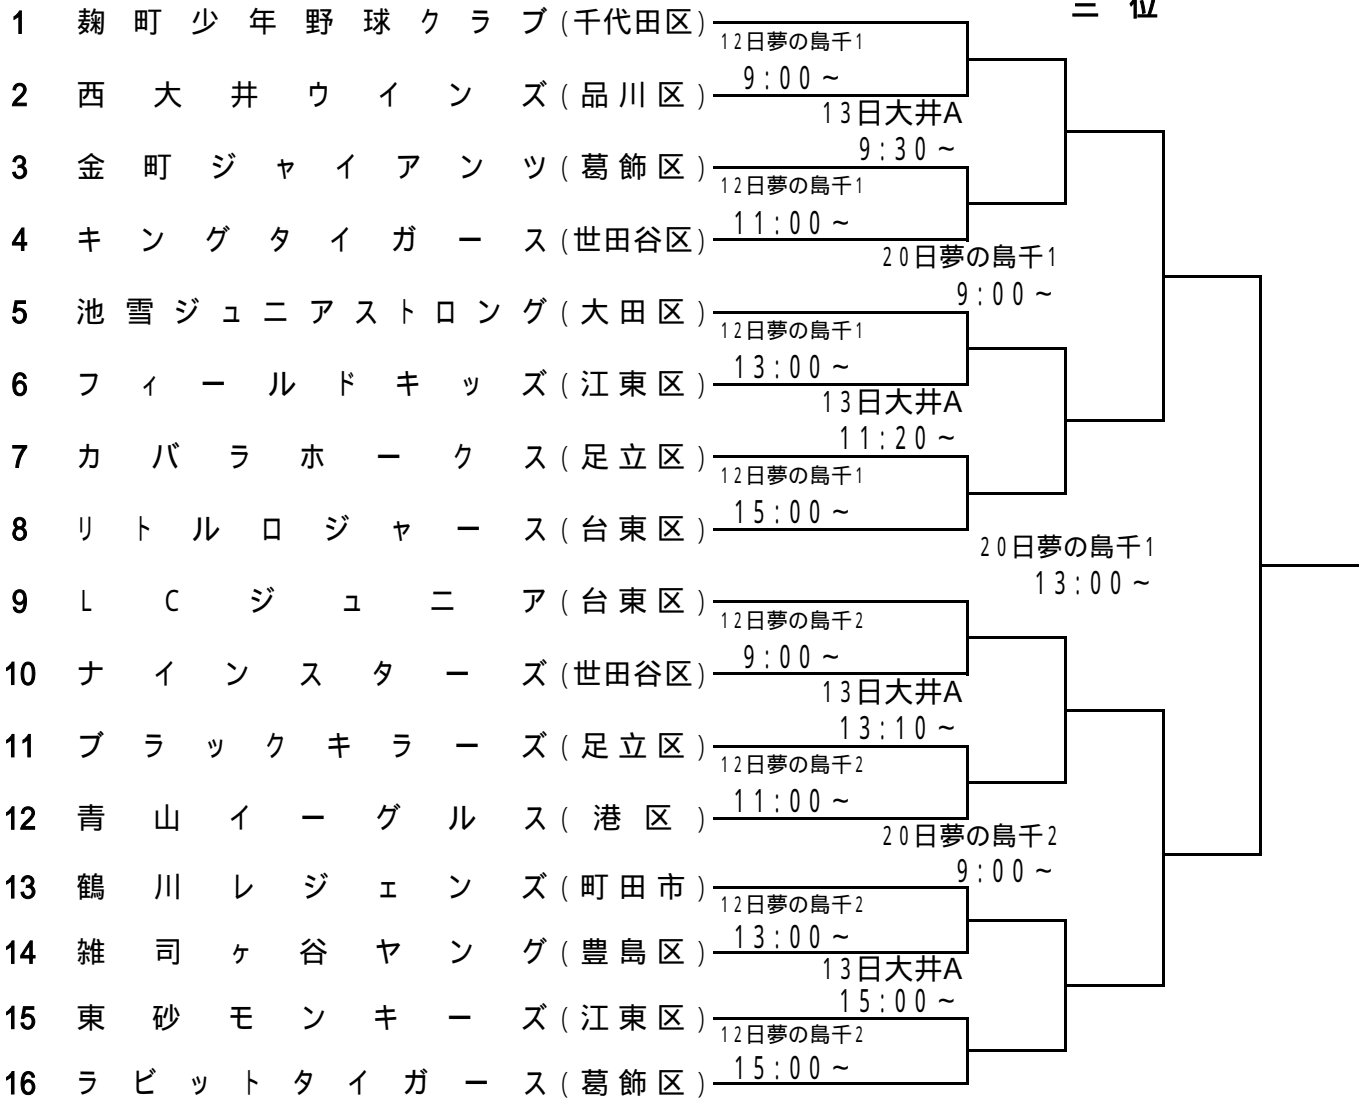 三 位
1 麹町少年野球クラブ(千代田区)
12日夢の島千1
9:00~
2 西大井ウインズ(品川区)
13日大井A
9:30~
3 金町ジャイアンツ(葛飾区)
12日夢の島千1
11:00~
4 キングタイガース(世田谷区)
20日夢の島千1
9:00~
5 池雪ジュニアストロング(大田区)
12日夢の島千1
13:00~
6 フィールドキッズ(江東区)
13日大井A
11:20~
7 カバラホークス(足立区)
12日夢の島千1
15:00~
8 リトルロジャース(台東区)
20日夢の島千1
13:00~
9 LCジュニア(台東区)
12日夢の島千2
9:00~
10 ナインスターズ(世田谷区)
13日大井A
13:10~
11 ブラックキラーズ(足立区)
12日夢の島千2
11:00~
12 青山イーグルス(港区)
20日夢の島千2
9:00~
13 鶴川レジェンズ(町田市)
12日夢の島千2
13:00~
14 雑司ヶ谷ヤング(豊島区)
13日大井A
15:00~
15 東砂モンキーズ(江東区)
12日夢の島千2
15:00~
16 ラビットタイガース(葛飾区)